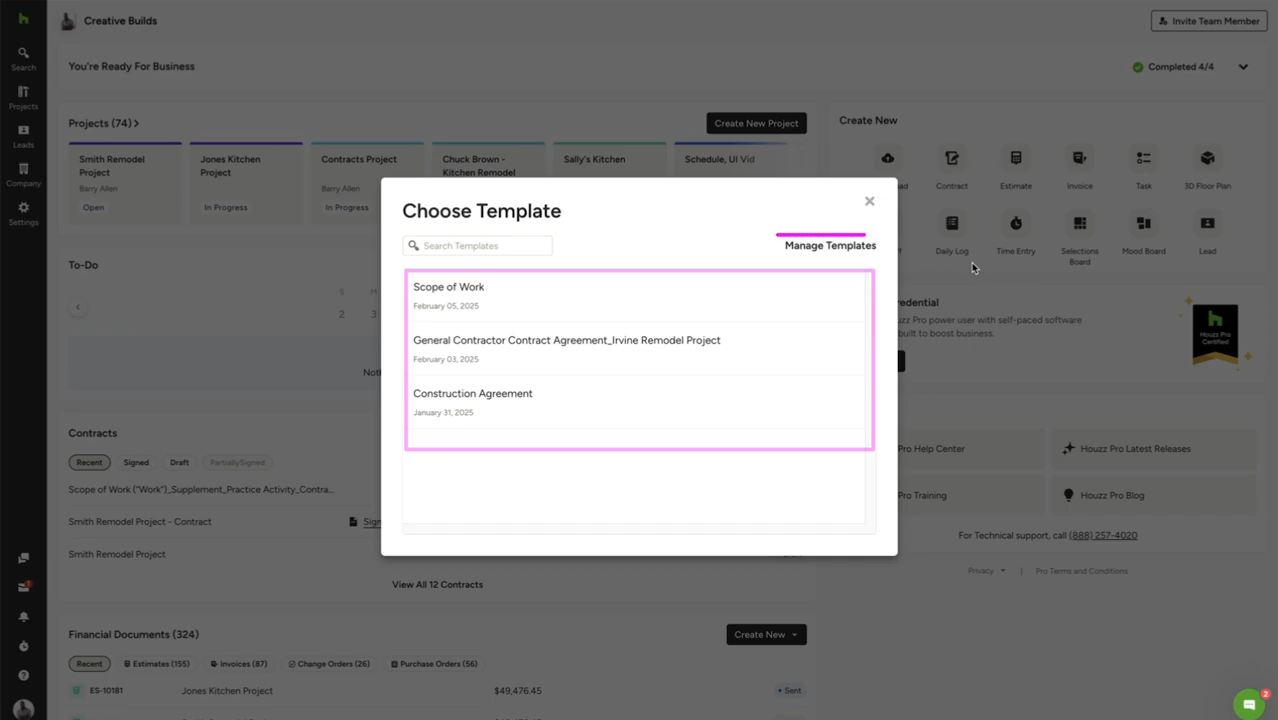 Creative Builds
Invite Team Member
You're Ready For Business
Completed 4/4
Search
Projects
Leads
Company
Settings
Projects (74)
Create New Project
Smith Remodel
Project
Barry Allen
Open
Jones Kitchen
Project
In Progress
Contracts Project
Barry Allen
In Progress
Chuck Brown -
Kitchen Remodel
Sally's Kitchen
Schedule, UI Vid
Create New
Contract
Estimate
Invoice
Task
3D Floor Plan
Daily Log
Time Entry
Selections
Board
Mood Board
Lead
Choose Template
Search Templates
Manage Templates
Scope of Work
February 05, 2025
General Contractor Contract Agreement_Irvine Remodel Project
February 03, 2025
Construction Agreement
January 31, 2025
To-Do
S
M
2
3
houzz Pro power user with self-paced software
built to boost business.
Houzz Pro
Certified
Contracts
Recent
Signed
Draft
PartiallySigned
Scope of Work ("Work")_Supplement_Practice Activity_Contra...
Smith Remodel Project - Contract
Smith Remodel Project
View All 12 Contracts
Pro Help Center
Houzz Pro Latest Releases
Pro Training
Houzz Pro Blog
For Technical support, call (888) 257-4020
Privacy
|
Pro Terms and Conditions
Financial Documents (324)
Create New
Recent
Estimates (155)
Invoices (87)
Change Orders (26)
Purchase Orders (56)
ES-10181
Jones Kitchen Project
$49,476.45
Sent
2